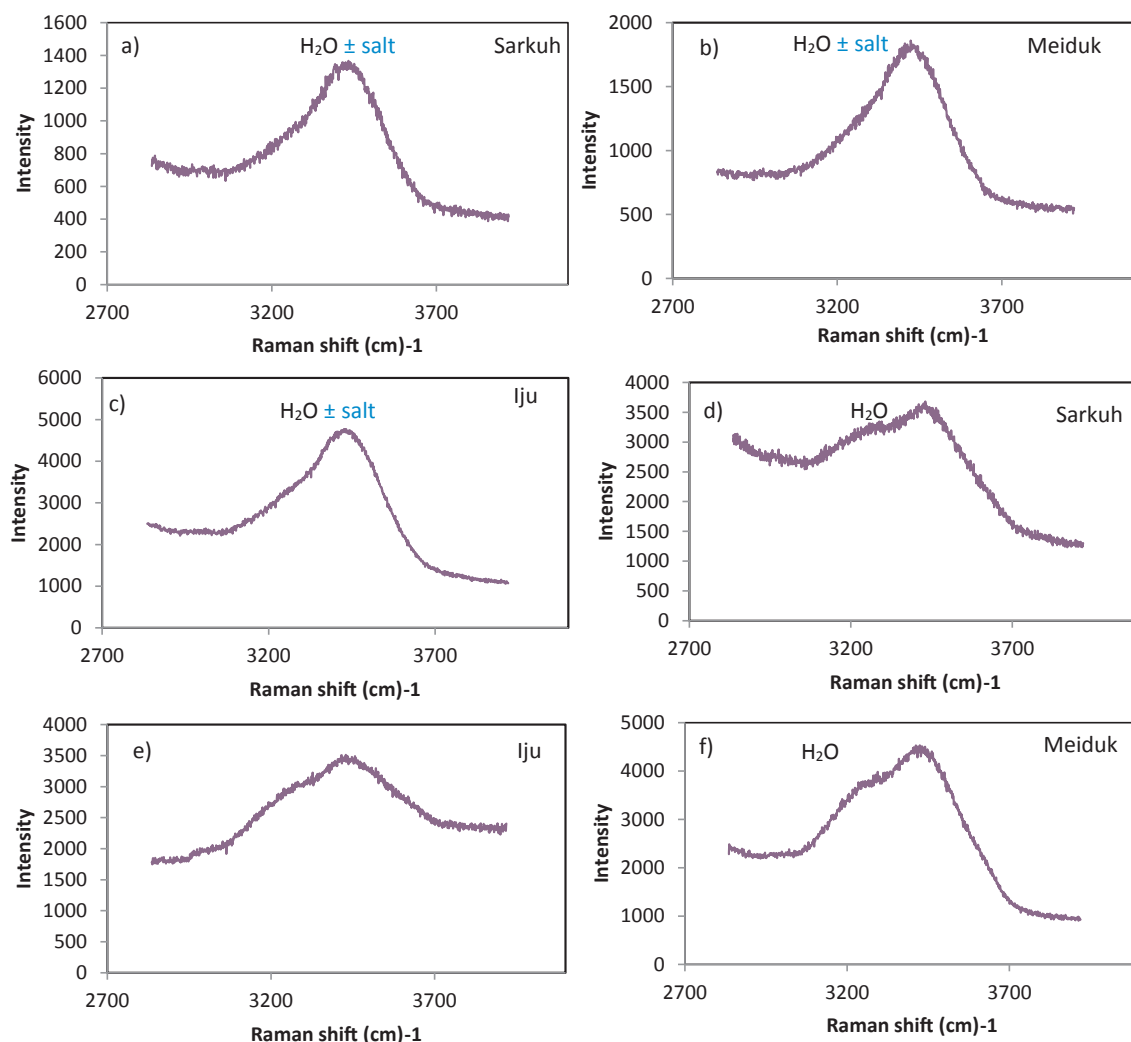 a)
H₂O ± salt
Sarkuh
1600
1400
1200
1000
800
600
400
200
0
Intensity
2700 3200 3700
Raman shift (cm)-1
b)
H₂O ± salt
Meiduk
2000
1500
1000
500
0
Intensity
2700 3200 3700
Raman shift (cm)-1
c)
H₂O ± salt
Iju
6000
5000
4000
3000
2000
1000
0
Intensity
2700 3200 3700
Raman shift (cm)-1
d)
H₂O
Sarkuh
4000
3500
3000
2500
2000
1500
1000
500
0
Intensity
2700 3200 3700
Raman shift (cm)-1
e)
Iju
4000
3500
3000
2500
2000
1500
1000
500
0
Intensity
2700 3200 3700
Raman shift (cm)-1
f)
H₂O
Meiduk
5000
4000
3000
2000
1000
0
Intensity
2700 3200 3700
Raman shift (cm)-1